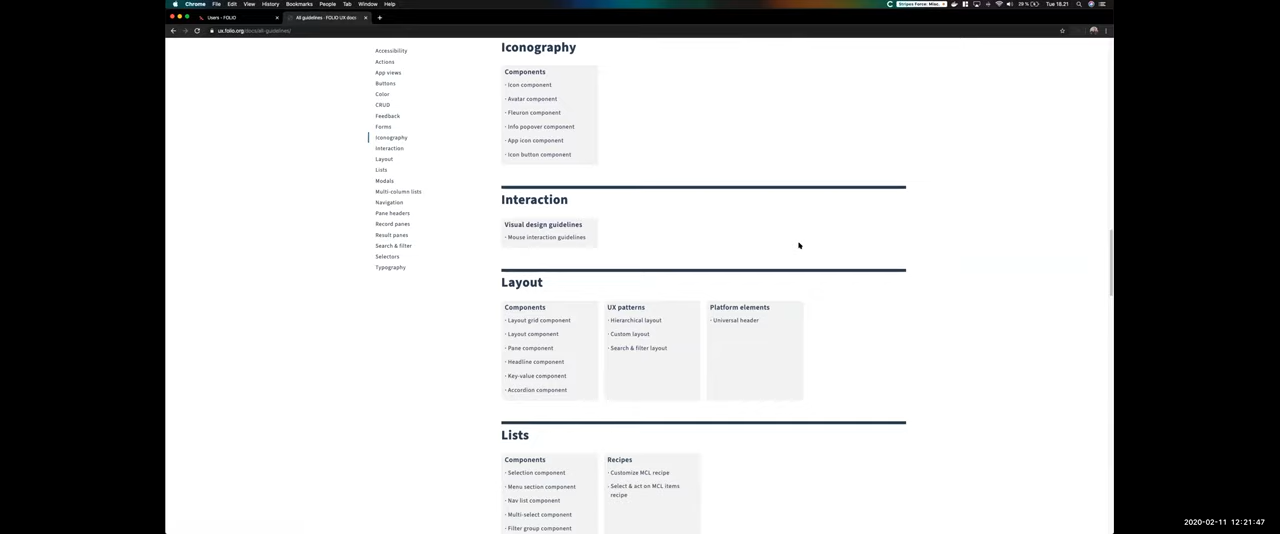 Chrome File Edit View History Bookmarks People Tab Window Help
Stripes Force: Miss... 29 % Tue 18.21
Users - FOLIO
All guidelines - FOLIO UX docs
ux.folio.org/docs/all-guidelines/
Accessibility
Actions
App views
Buttons
Color
CRUD
Feedback
Forms
Iconography
Interaction
Layout
Lists
Modals
Multi-column lists
Navigation
Pane headers
Record panes
Result panes
Search & filter
Selectors
Typography
Iconography
Components
· Icon component
· Avatar component
· Fleuron component
· Info popover component
· App icon component
· Icon button component
Interaction
Visual design guidelines
· Mouse interaction guidelines
Layout
Components
· Layout grid component
· Layout component
· Pane component
· Headline component
· Key-value component
· Accordion component
UX patterns
· Hierarchical layout
· Custom layout
· Search & filter layout
Platform elements
· Universal header
Lists
Components
· Selection component
· Menu section component
· Nav list component
· Multi-select component
· Filter group component
Recipes
· Customize MCL recipe
· Select & act on MCL items
recipe
2020-02-11 12:21:47